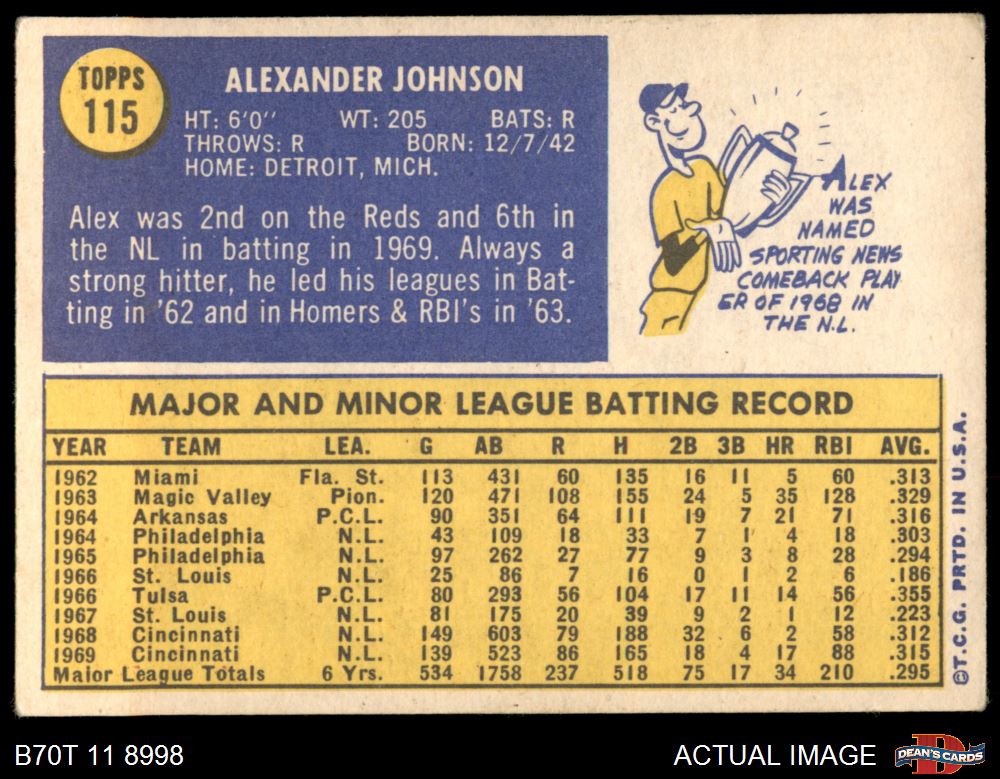 TOPPS
115
ALEXANDER JOHNSON
HT: 6'0" WT: 205 BATS: R
THROWS: R BORN: 12/7/42
HOME: DETROIT, MICH.
Alex was 2nd on the Reds and 6th in
the NL in batting in 1969. Always a
strong hitter, he led his leagues in Bat-
ting in '62 and in Homers & RBI's in '63.
ALEX
WAS
NAMED
SPORTING NEWS
COMEBACK PLAY
ER OF 1968 IN
THE N.L.
MAJOR AND MINOR LEAGUE BATTING RECORD
YEAR TEAM LEA. G AB R H 2B 3B HR RBI AVG.
1962 Miami Fla. St. 113 431 60 135 16 11 5 60 .313
1963 Magic Valley Pion. 120 471 108 155 24 5 35 128 .329
1964 Arkansas P.C.L. 90 351 64 111 19 7 21 71 .316
1964 Philadelphia N.L. 43 109 18 33 7 1 4 18 .303
1965 Philadelphia N.L. 97 262 27 77 9 3 8 28 .294
1966 St. Louis N.L. 25 86 7 16 0 1 2 6 .186
1966 Tulsa P.C.L. 80 293 56 104 17 11 14 56 .355
1967 St. Louis N.L. 81 175 20 39 9 2 1 12 .223
1968 Cincinnati N.L. 149 603 79 188 32 6 2 58 .312
1969 Cincinnati N.L. 139 523 86 165 18 4 17 88 .315
Major League Totals 6 Yrs. 534 1758 237 518 75 17 34 210 .295
©T.C.G. PRTD. IN U.S.A.
B70T 11 8998
ACTUAL IMAGE
DEAN'S CARDS